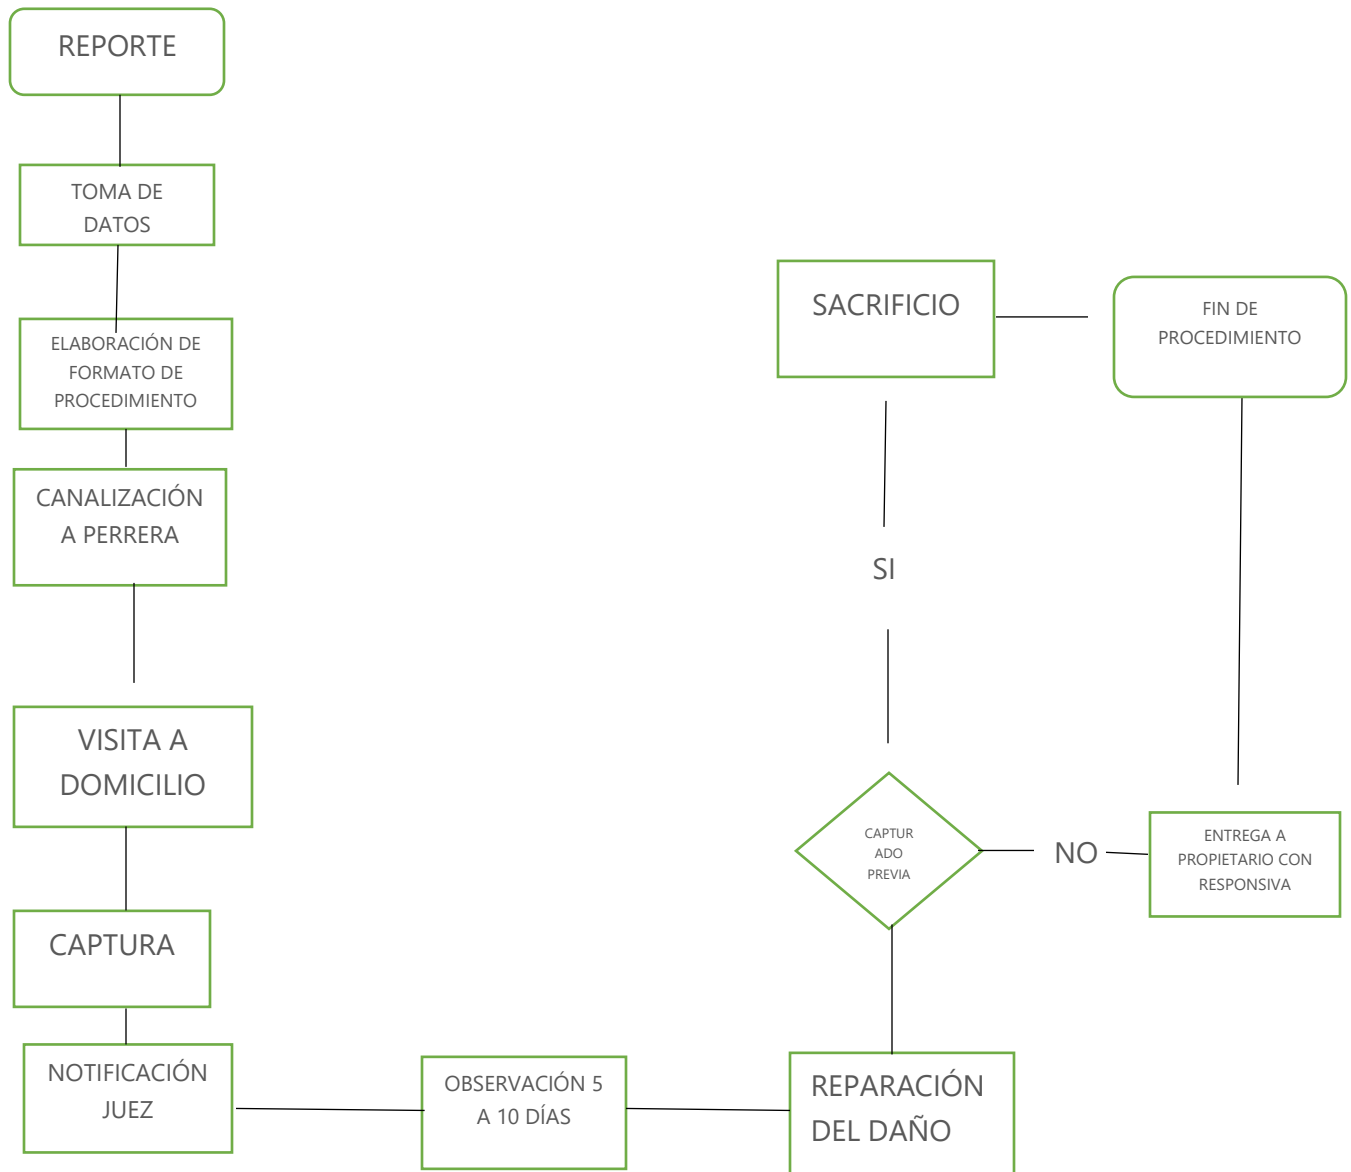 REPORTE
TOMA DE
DATOS
ELABORACIÓN DE
FORMATO DE
PROCEDIMIENTO
CANALIZACIÓN
A PERRERA
VISITA A
DOMICILIO
CAPTURA
NOTIFICACIÓN
JUEZ
OBSERVACIÓN 5
A 10 DÍAS
REPARACIÓN
DEL DAÑO
CAPTUR
ADO
PREVIA
SI
SACRIFICIO
NO
ENTREGA A
PROPIETARIO CON
RESPONSIVA
FIN DE
PROCEDIMIENTO